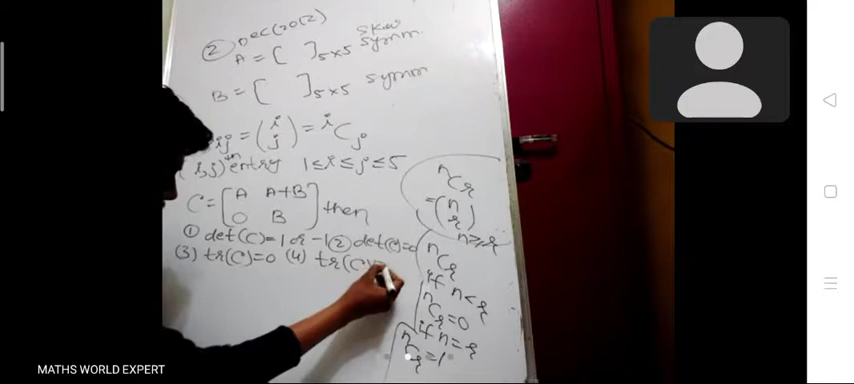 ② Dec(2012)
A = [ ]5×5 skew symm.
B = [ ]5×5 symm
ij = (i j) = iCj
(i,j)th entry 1≤i≤j≤5
C = [A A+B 0 B] then
① det(C)=1 or -1 ② det(C)=0
(3) tr(C)=0 (4) tr(C)
nCr
=(n r)
n≥r
nCr
if n<r
nCr=0
if n=r
nCr=1
MATHS WORLD EXPERT